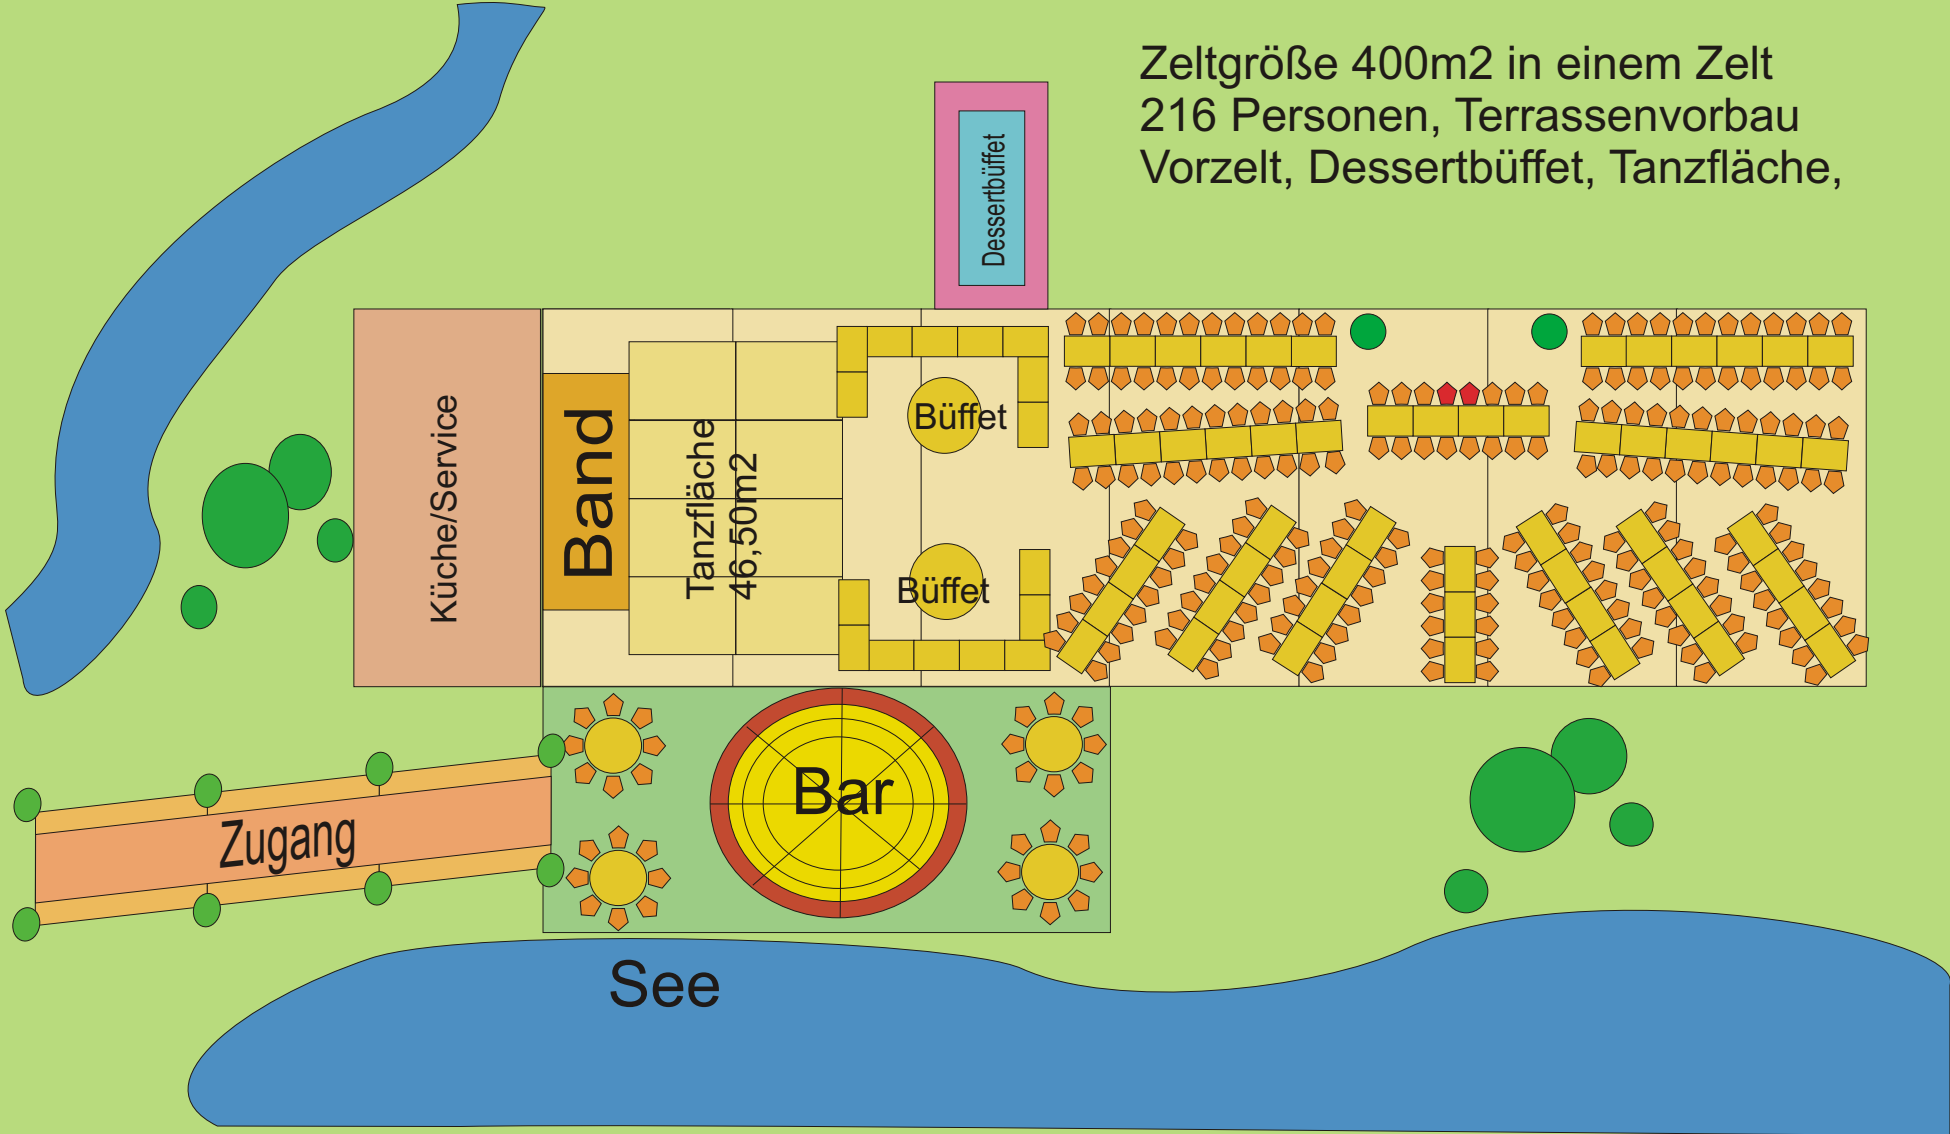 Zeltgröße 400m2 in einem Zelt
216 Personen, Terrassenvorbau
Vorzelt, Dessertbüffet, Tanzfläche,
Dessertbüffet
Küche/Service
Band
Tanzfläche
46,50m2
Büffet
Büffet
Bar
Zugang
See